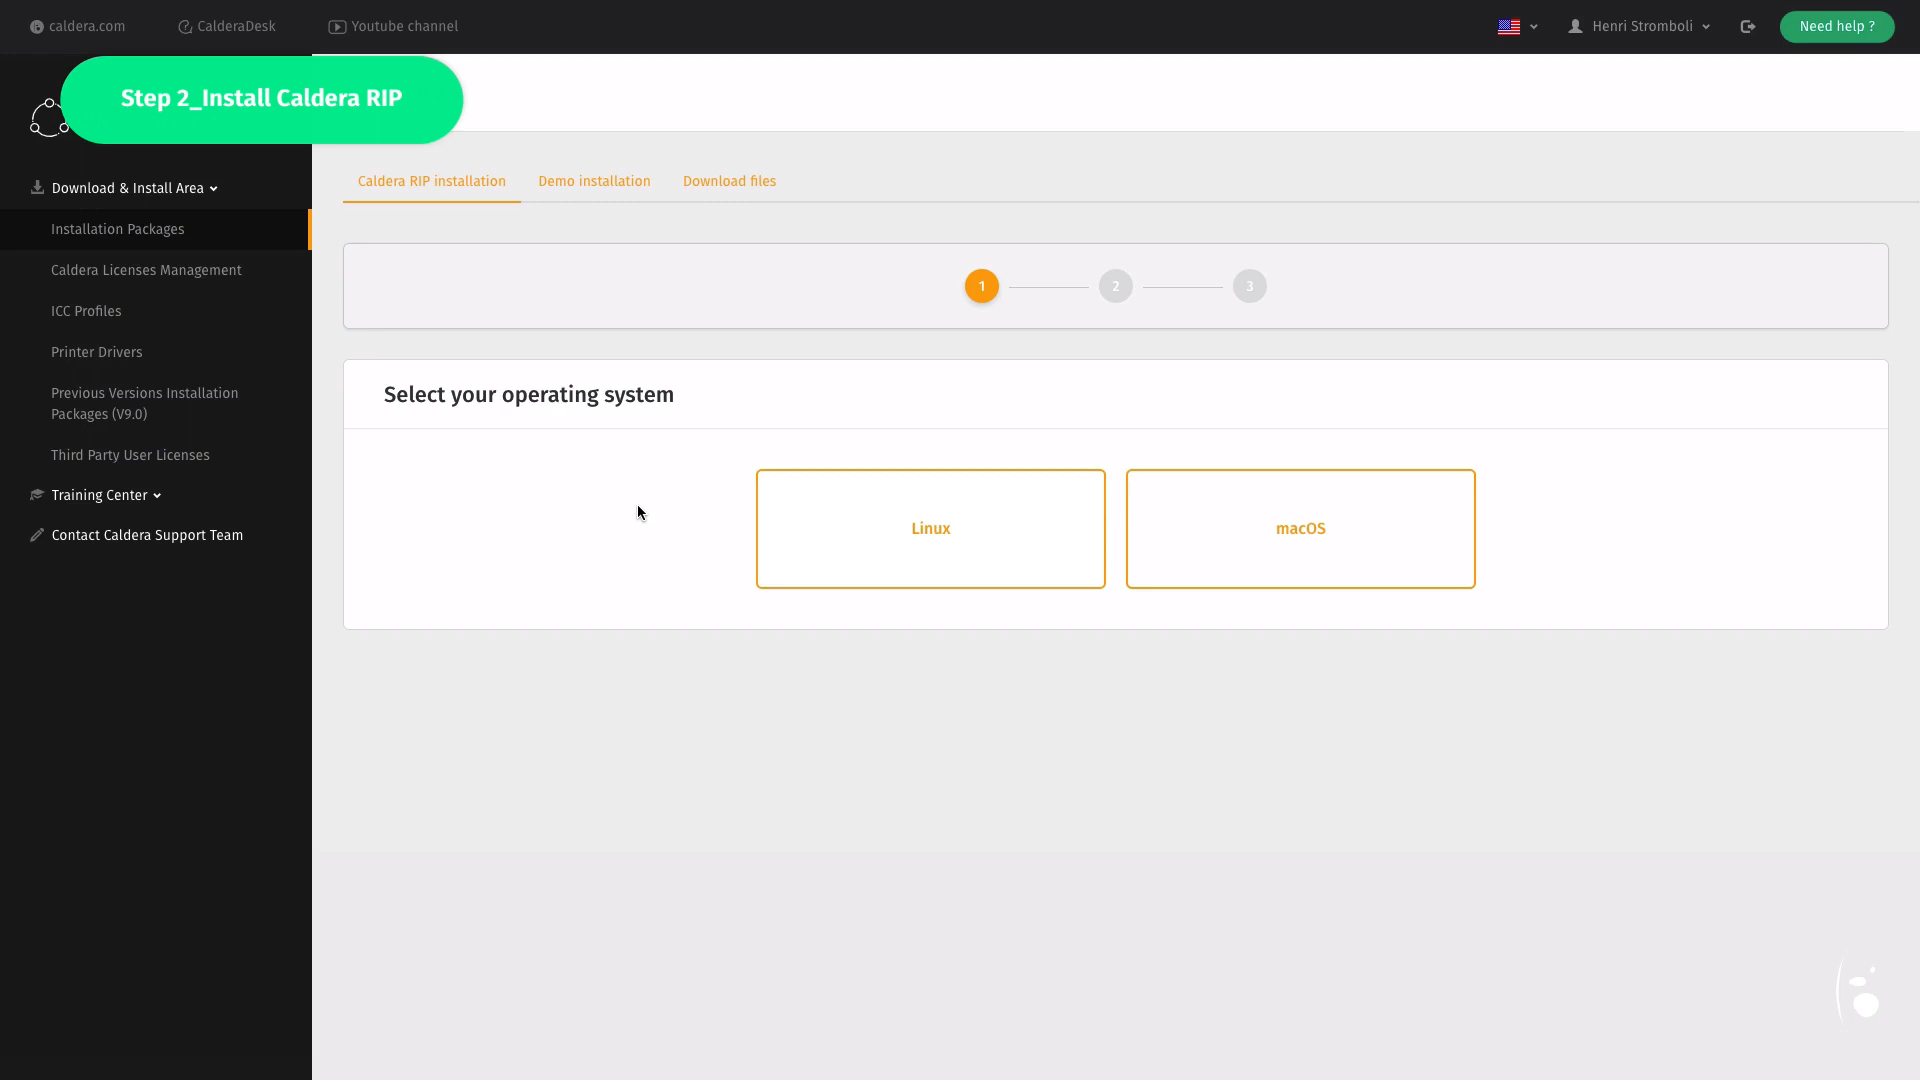 caldera.com
CalderaDesk
Youtube channel
Henri Stromboli
Need help ?
Step 2_Install Caldera RIP
Download & Install Area
Installation Packages
Caldera Licenses Management
ICC Profiles
Printer Drivers
Previous Versions Installation
Packages (V9.0)
Third Party User Licenses
Training Center
Contact Caldera Support Team
Caldera RIP installation
Demo installation
Download files
1
2
3
Select your operating system
Linux
macOS